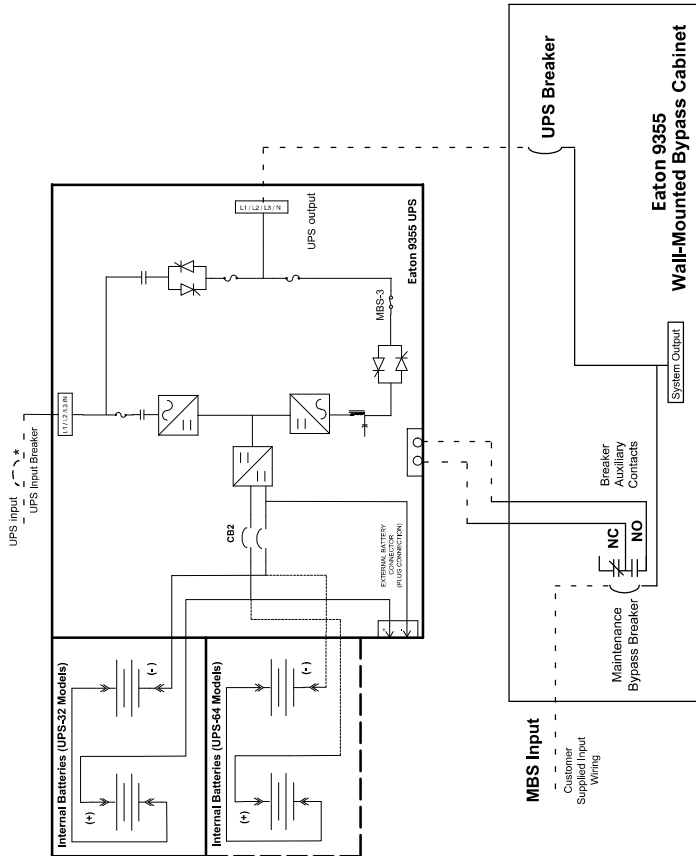 UPS input
UPS Input Breaker
*
L1 / L2 /L3 /N
L1 / L2 / L3 / N
UPS output
MBS-3
Eaton 9355 UPS
CB2
EXTERNAL BATTERY
CONNECTOR
(PLUG CONNECTION)
Internal Batteries (UPS-32 Models)
(+)
(-)
Internal Batteries (UPS-64 Models)
(+)
(-)
UPS Breaker
Eaton 9355
Wall-Mounted Bypass Cabinet
System Output
Breaker
Auxiliary
Contacts
NC
NO
Maintenance
Bypass Breaker
MBS Input
Customer
Supplied Input
Wiring